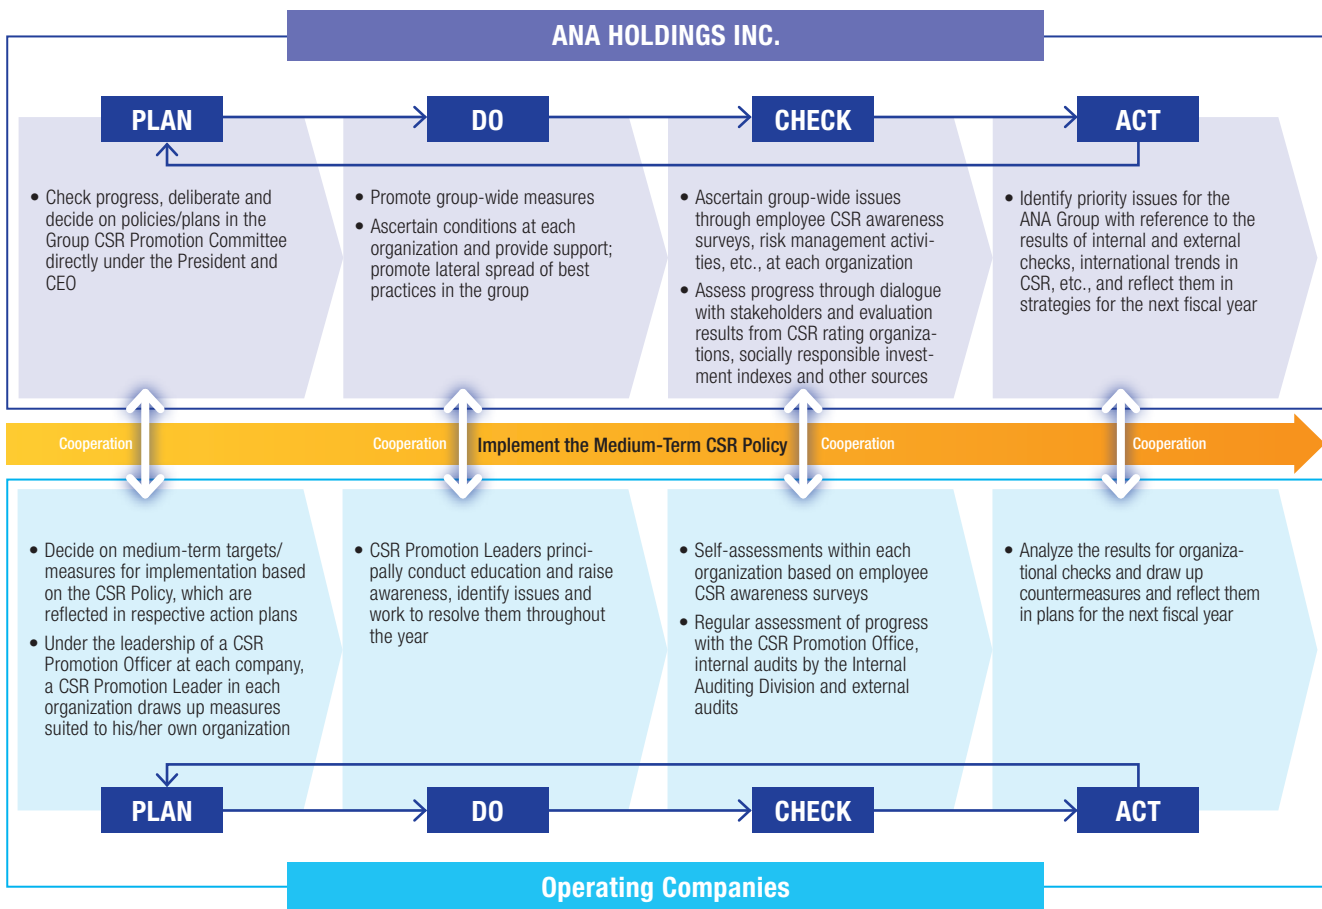 ANA HOLDINGS INC.
PLAN
DO
CHECK
ACT
• Check progress, deliberate and
decide on policies/plans in the
Group CSR Promotion Committee
directly under the President and
CEO
• Promote group-wide measures
• Ascertain conditions at each
organization and provide support;
promote lateral spread of best
practices in the group
• Ascertain group-wide issues
through employee CSR awareness
surveys, risk management activi-
ties, etc., at each organization
• Assess progress through dialogue
with stakeholders and evaluation
results from CSR rating organiza-
tions, socially responsible invest-
ment indexes and other sources
• Identify priority issues for the
ANA Group with reference to the
results of internal and external
checks, international trends in
CSR, etc., and reflect them in
strategies for the next fiscal year
Cooperation
Cooperation
Implement the Medium-Term CSR Policy
Cooperation
Cooperation
• Decide on medium-term targets/
measures for implementation based
on the CSR Policy, which are
reflected in respective action plans
• Under the leadership of a CSR
Promotion Officer at each company,
a CSR Promotion Leader in each
organization draws up measures
suited to his/her own organization
• CSR Promotion Leaders princi-
pally conduct education and raise
awareness, identify issues and
work to resolve them throughout
the year
• Self-assessments within each
organization based on employee
CSR awareness surveys
• Regular assessment of progress
with the CSR Promotion Office,
internal audits by the Internal
Auditing Division and external
audits
• Analyze the results for organiza-
tional checks and draw up
countermeasures and reflect them
in plans for the next fiscal year
PLAN
DO
CHECK
ACT
Operating Companies